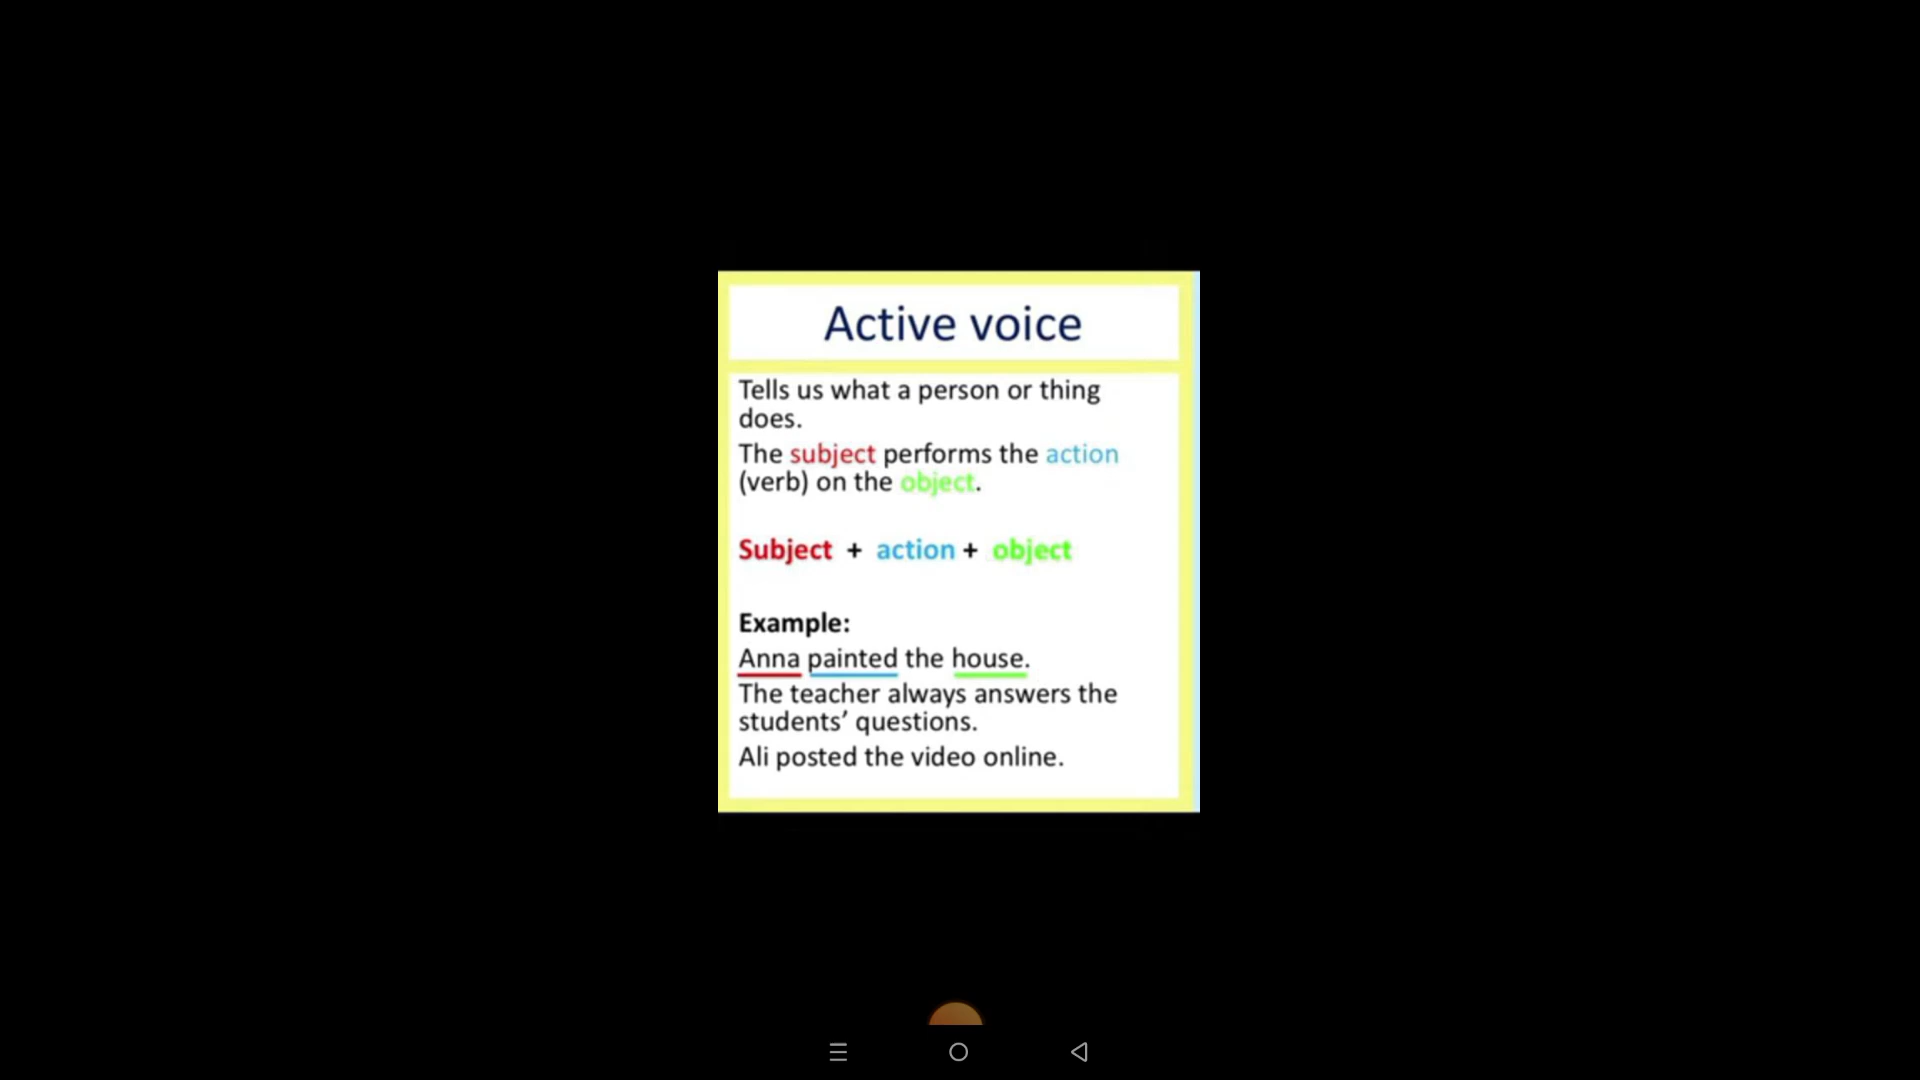 Active voice
Tells us what a person or thing
does.
The subject performs the action
(verb) on the object.
Subject + action + object
Example:
Anna painted the house.
The teacher always answers the
students’ questions.
Ali posted the video online.